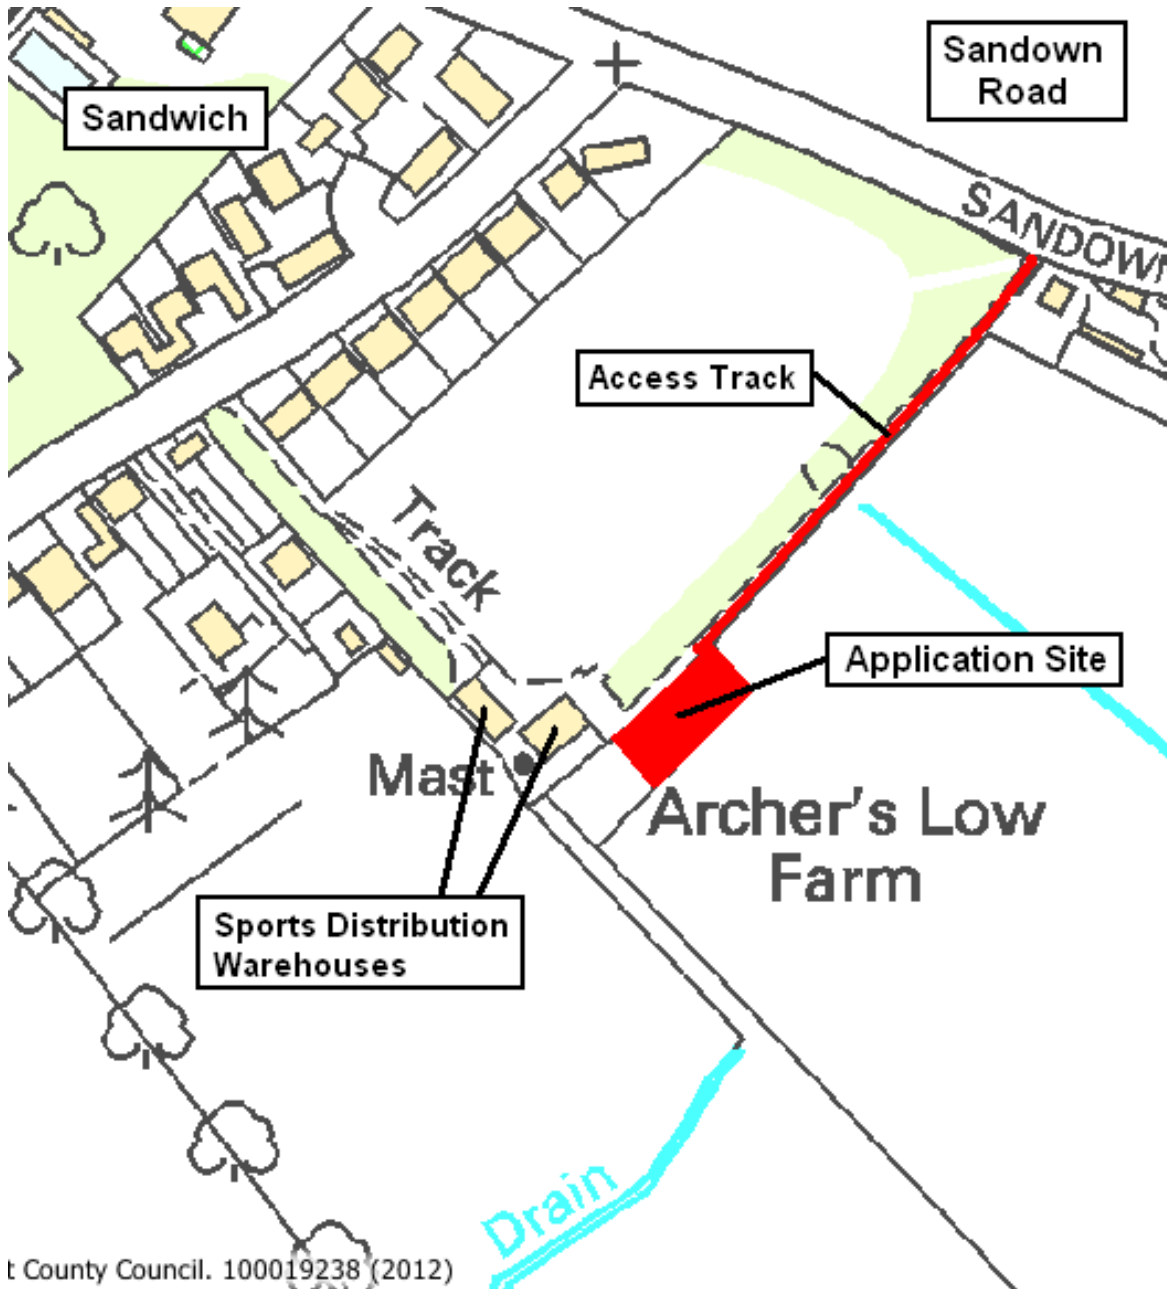 Sandown
Road
Sandwich
SANDOWN
Access Track
Track
Application Site
Mast
Archer's Low
Farm
Sports Distribution
Warehouses
Drain
t County Council. 100019238 (2012)